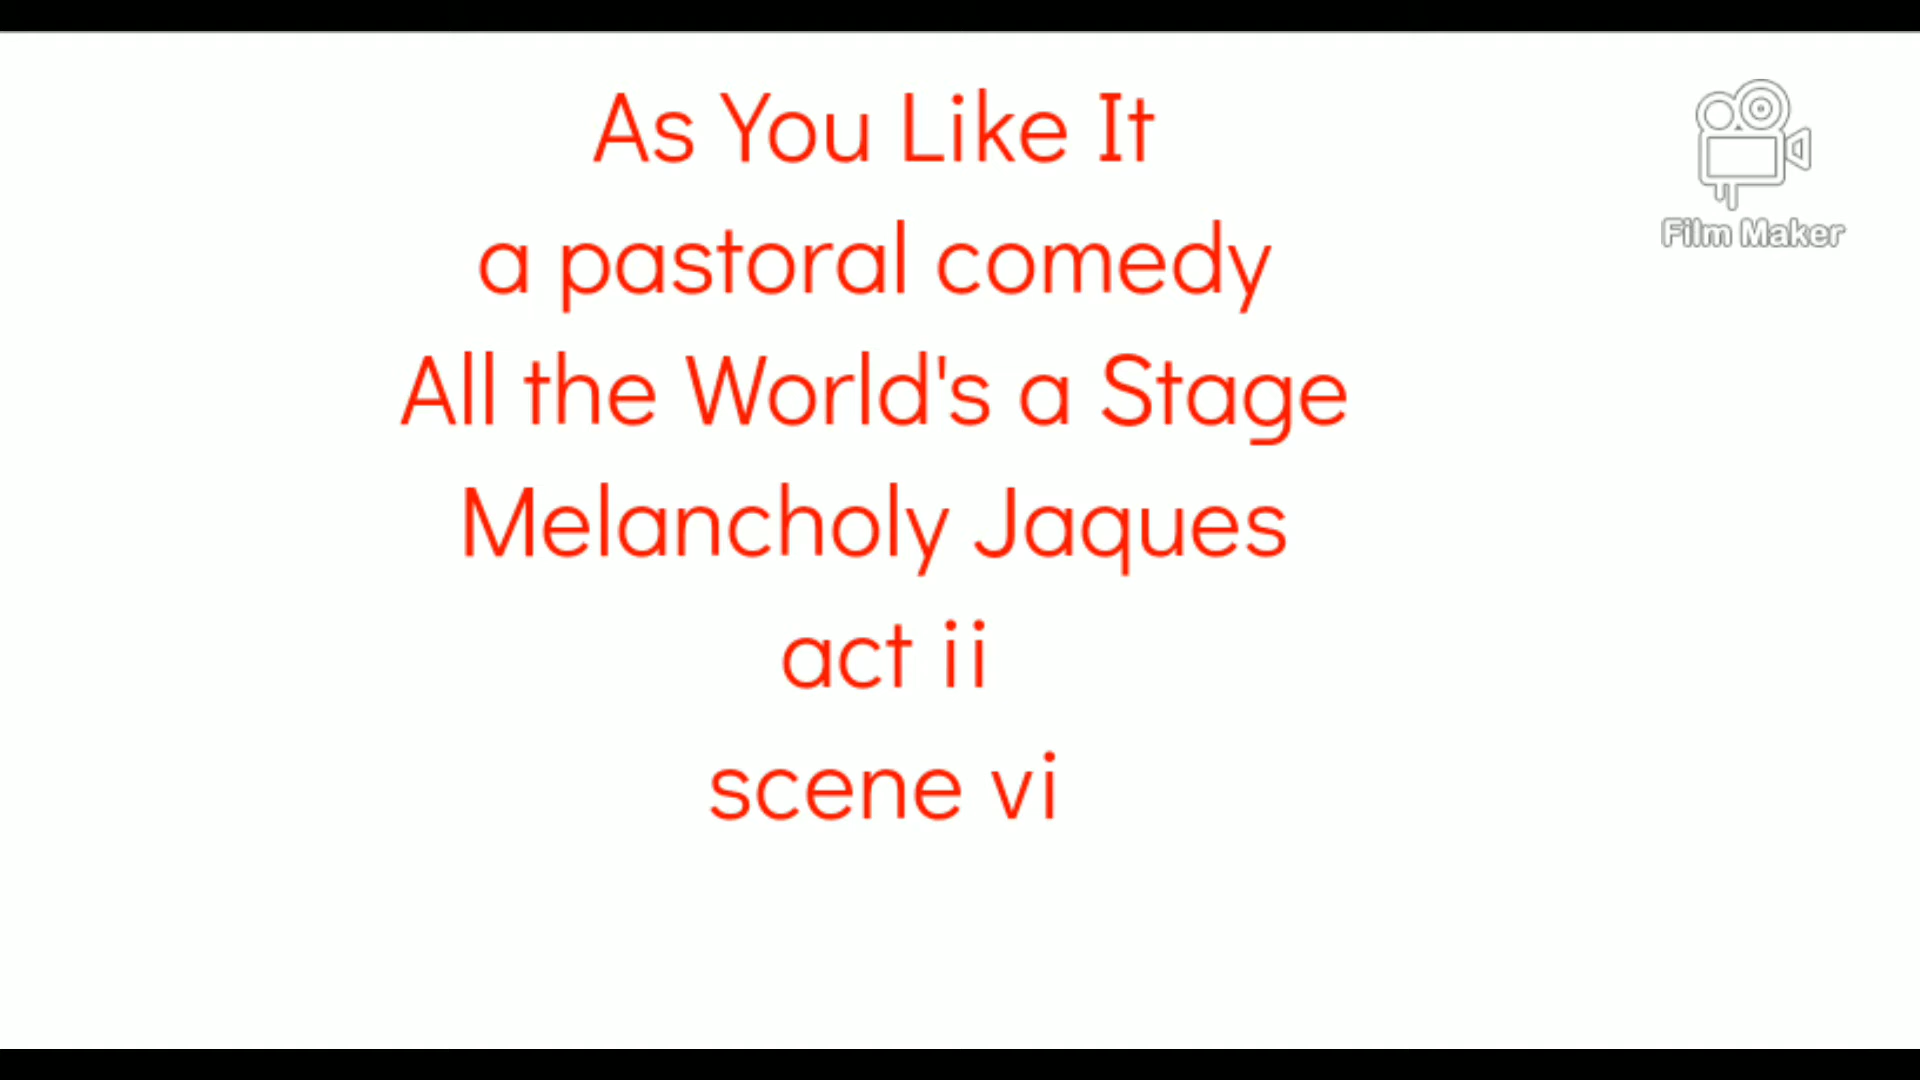 As You Like It
a pastoral comedy
All the World's a Stage
Melancholy Jaques
act ii
scene vi
Film Maker